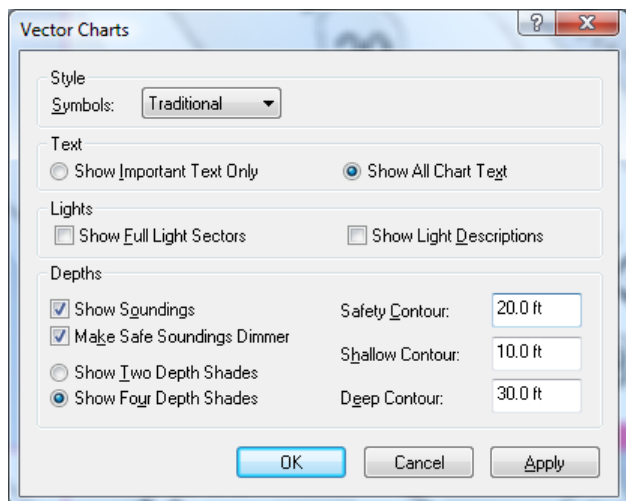 Vector Charts
Style
Symbols: Traditional
Text
Show Important Text Only Show All Chart Text
Lights
Show Full Light Sectors Show Light Descriptions
Depths
Show Soundings Safety Contour: 20.0 ft
Make Safe Soundings Dimmer
Shallow Contour: 10.0 ft
Show Two Depth Shades
Show Four Depth Shades Deep Contour: 30.0 ft
OK Cancel Apply